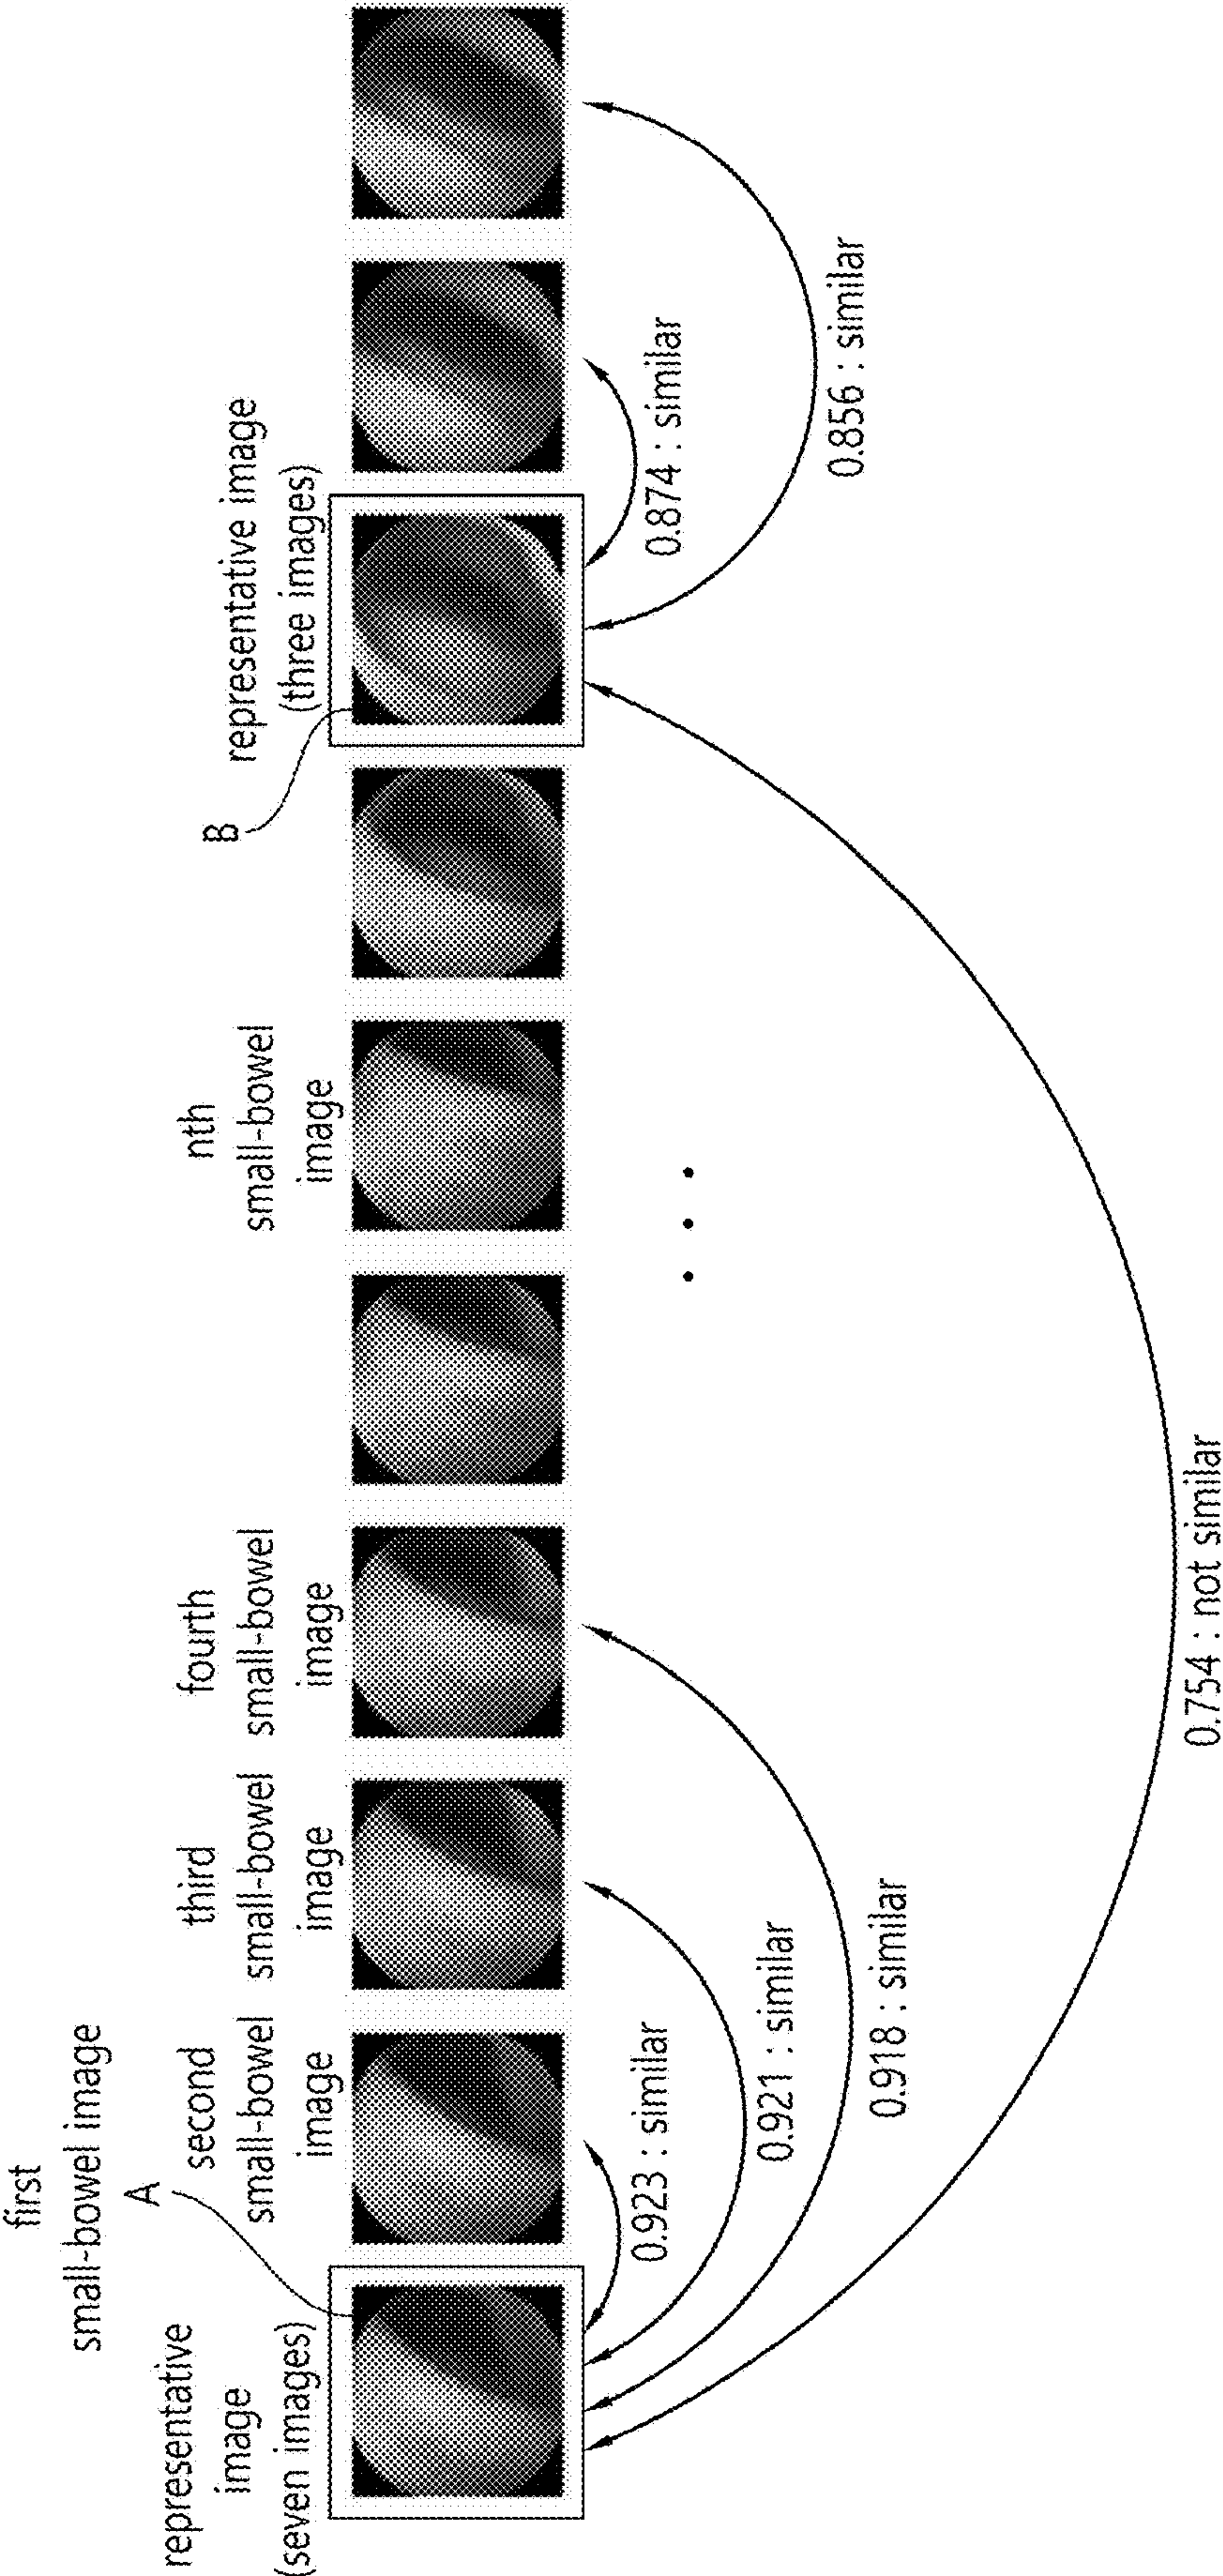 first
small-bowel image
A
representative
image
(seven images)
second
small-bowel
image
third
small-bowel
image
fourth
small-bowel
image
nth
small-bowel
image
B
representative image
(three images)
0.923 : similar
0.921 : similar
0.918 : similar
0.754 : not similar
0.874 : similar
0.856 : similar